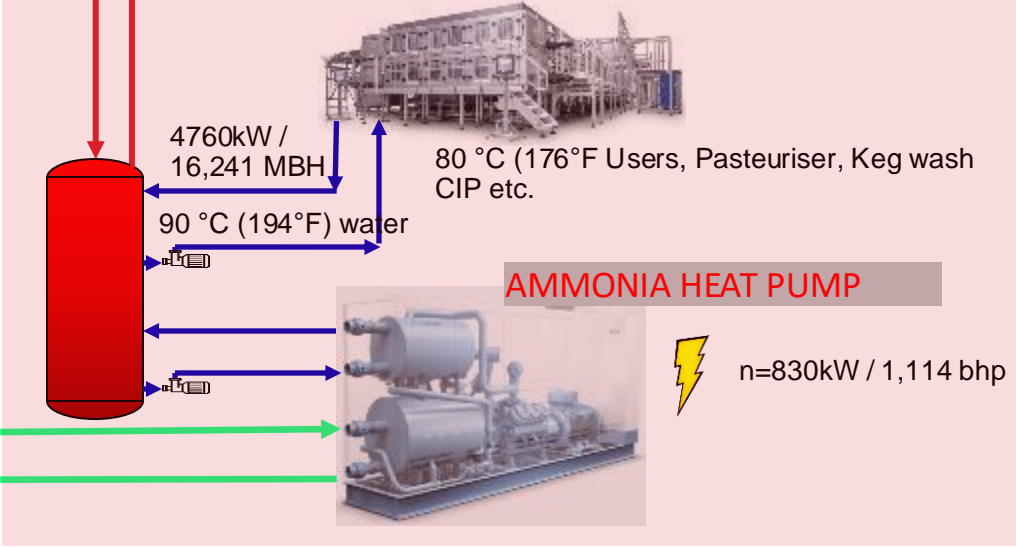 4760kW /
16,241 MBH
80 °C (176°F Users, Pasteuriser, Keg wash
CIP etc.
90 °C (194°F) water
AMMONIA HEAT PUMP
n=830kW / 1,114 bhp